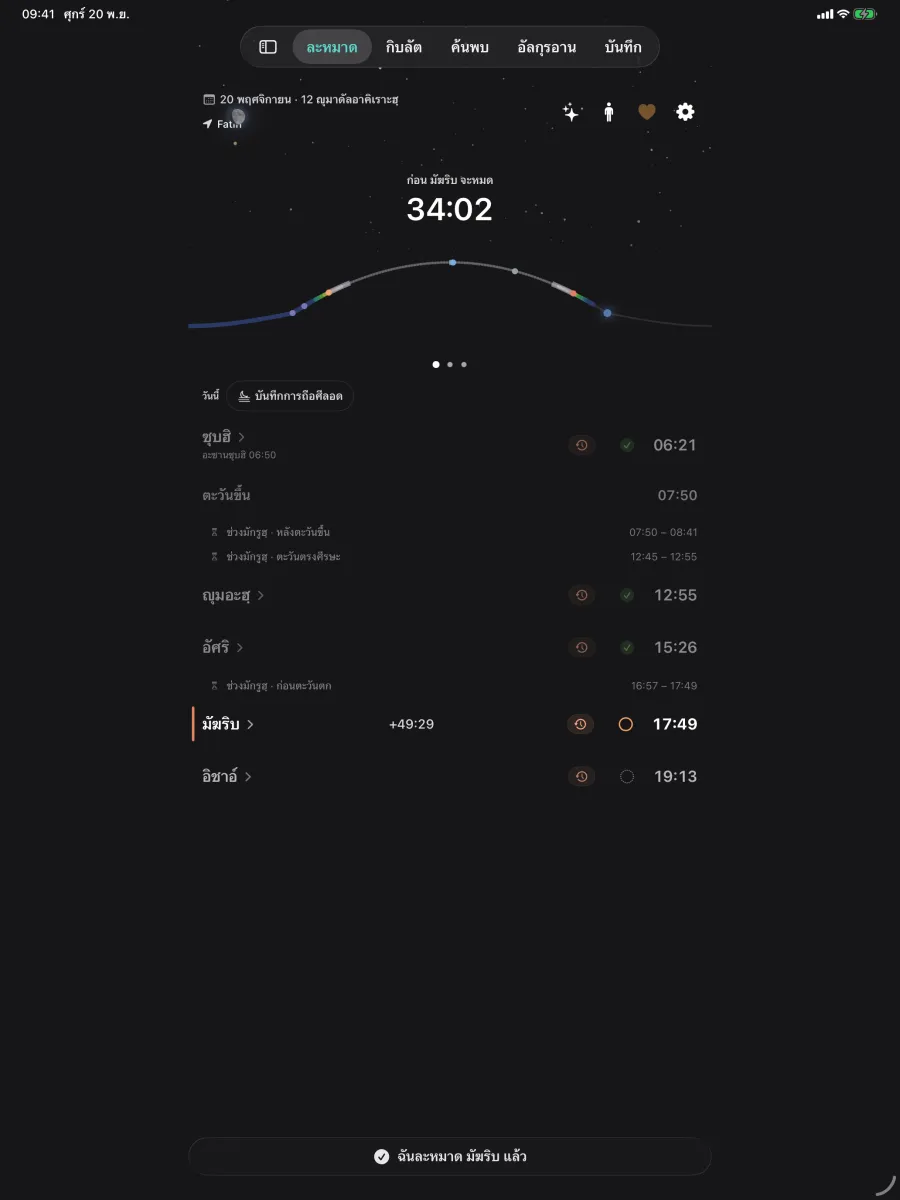 09:41 ศุกร์ 20 พ.ย.
ละหมาด กิบลัต ค้นพบ อัลกุรอาน บันทึก
20 พฤศจิกายน · 12 ญุมาดัลอาคิเราะฮฺ
Fatih
ก่อน มัฆริบ จะหมด
34:02
วันนี้ บันทึกการถือศีลอด
ซุบฮิ 06:21
อะซานซุบฮิ 06:50
ตะวันขึ้น 07:50
ช่วงมักรูฮฺ · หลังตะวันขึ้น 07:50 – 08:41
ช่วงมักรูฮฺ · ตะวันตรงศีรษะ 12:45 – 12:55
ญุมอะฮฺ 12:55
อัศริ 15:26
ช่วงมักรูฮฺ · ก่อนตะวันตก 16:57 – 17:49
มัฆริบ +49:29 17:49
อิชาอ์ 19:13
ฉันละหมาด มัฆริบ แล้ว